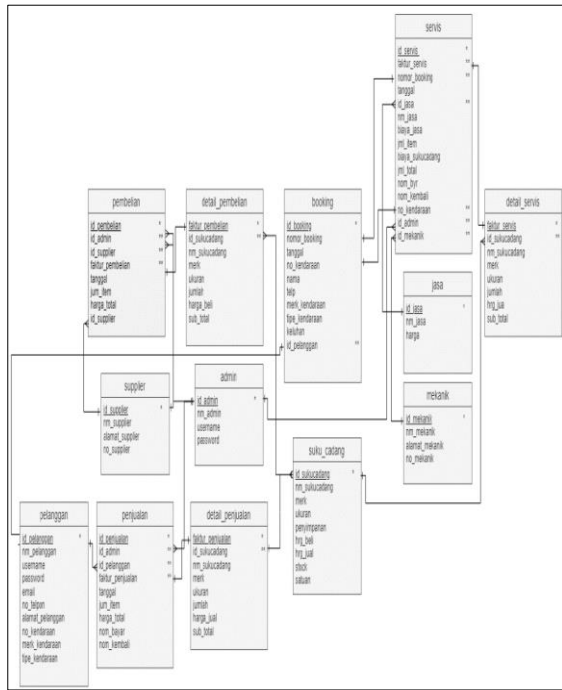 servis
id_servis *
faktur_servis **
nomor_booking **
tanggal
id_jasa **
nm_jasa
biaya_jasa
jml_item
biaya_sukucadang
jml_total
nom_byr
nom_kembali
no_kendaraan **
id_admin **
id_mekanik **
pembelian
id_pembelian *
id_admin **
id_supplier **
faktur_pembelian **
tanggal
jum_item
harga_total
id_supplier
detail_pembelian
faktur_pembelian *
id_sukucadang **
nm_sukucadang
merk
ukuran
jumlah
harga_beli
sub_total
booking
id_booking *
nomor_booking
tanggal
no_kendaraan
nama
telp
merk_kendaraan
tipe_kendaraan
keluhan
id_pelanggan **
detail_servis
faktur_servis *
id_sukucadang **
nm_sukucadang
merk
ukuran
jumlah
hrg_jual
sub_total
jasa
id_jasa *
nm_jasa
harga
supplier
id_supplier *
nm_supplier
alamat_supplier
no_supplier
admin
id_admin *
nm_admin
username
password
mekanik
id_mekanik *
nm_mekanik
alamat_mekanik
no_mekanik
suku_cadang
id_sukucadang *
nm_sukucadang
merk
ukuran
penyimpanan
hrg_beli
hrg_jual
stock
satuan
pelanggan
id_pelanggan *
nm_pelanggan
username
password
email
no_telpon
alamat_pelanggan
no_kendaraan
merk_kendaraan
tipe_kendaraan
penjualan
id_penjualan *
id_admin **
id_pelanggan **
faktur_penjualan **
tanggal
jum_item
harga_total
nom_bayar
nom_kembali
detail_penjualan
faktur_penjualan *
id_sukucadang **
nm_sukucadang
merk
ukuran
jumlah
harga_jual
sub_total